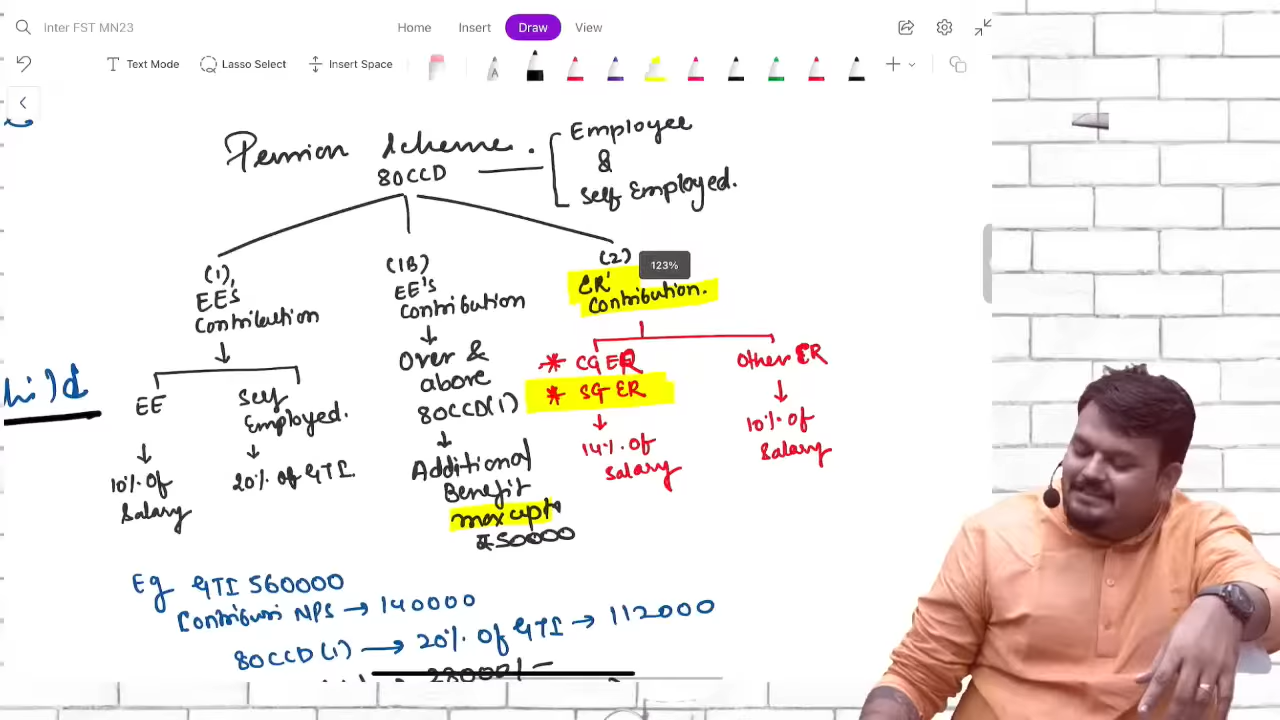 Inter FST MN23
Home
Insert
Draw
View
Text Mode
Lasso Select
Insert Space
Pension Scheme.
80CCD
Employee
&
Self Employed.
(1),
EE's
Contribution
EE
10% Of
Salary
Self
Employed.
20% Of GTI.
(1B)
EE's
Contribution
Over &
above
80CCD(1)
Additional
Benefit
max upto
₹50000
(2)
123%
ER'
Contribution.
* CG ER
* SG ER
14% Of
Salary
Other ER
10% Of
Salary
Eg GTI 560000
NPS → 140000
80CCD(1) → 20% Of GTI → 112000
28000/-